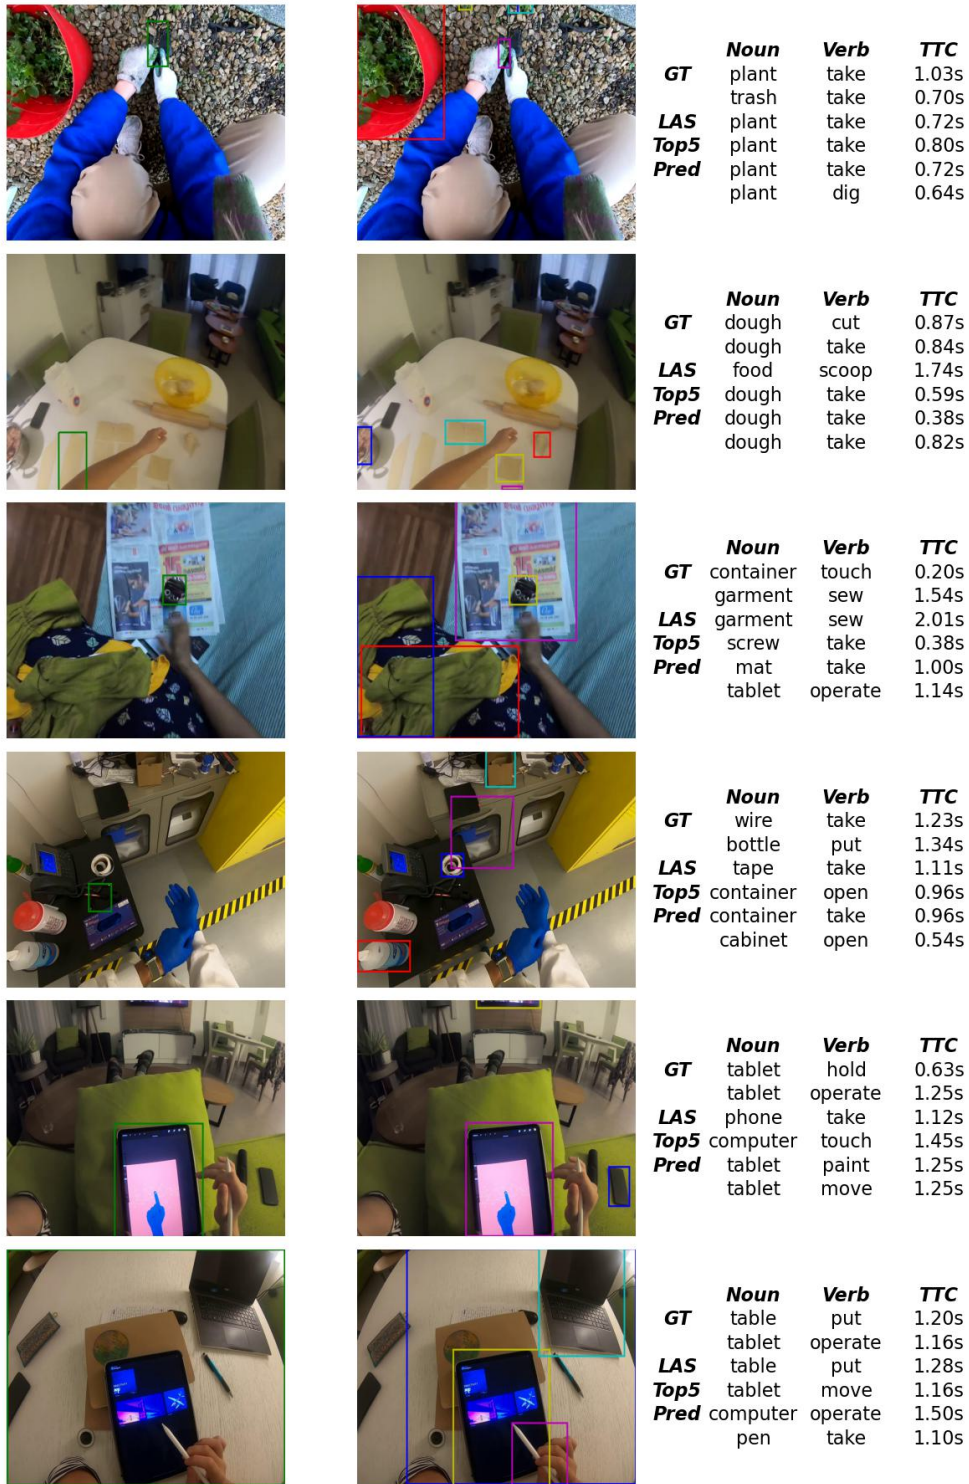 Noun Verb TTC
GT plant take 1.03s
trash take 0.70s
LAS plant take 0.72s
Top5 plant take 0.80s
Pred plant take 0.72s
plant dig 0.64s
Noun Verb TTC
GT dough cut 0.87s
dough take 0.84s
LAS food scoop 1.74s
Top5 dough take 0.59s
Pred dough take 0.38s
dough take 0.82s
Noun Verb TTC
GT container touch 0.20s
garment sew 1.54s
LAS garment sew 2.01s
Top5 screw take 0.38s
Pred mat take 1.00s
tablet operate 1.14s
Noun Verb TTC
GT wire take 1.23s
bottle put 1.34s
LAS tape take 1.11s
Top5 container open 0.96s
Pred container take 0.96s
cabinet open 0.54s
Noun Verb TTC
GT tablet hold 0.63s
tablet operate 1.25s
LAS phone take 1.12s
Top5 computer touch 1.45s
Pred tablet paint 1.25s
tablet move 1.25s
Noun Verb TTC
GT table put 1.20s
tablet operate 1.16s
LAS table put 1.28s
Top5 tablet move 1.16s
Pred computer operate 1.50s
pen take 1.10s